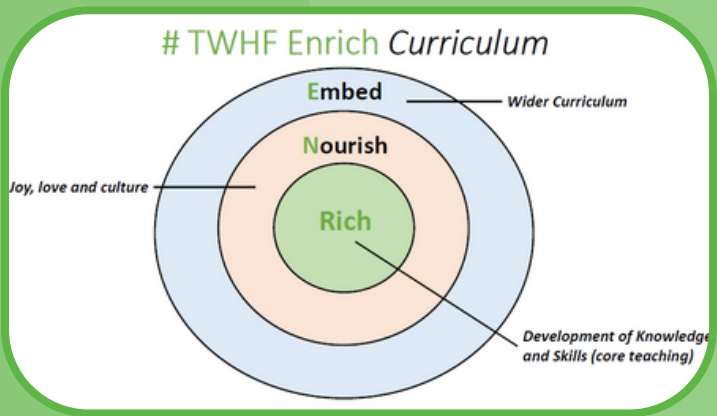 # TWHF Enrich Curriculum
Embed
Wider Curriculum
Nourish
Joy, love and culture
Rich
Development of Knowledge
and Skills (core teaching)